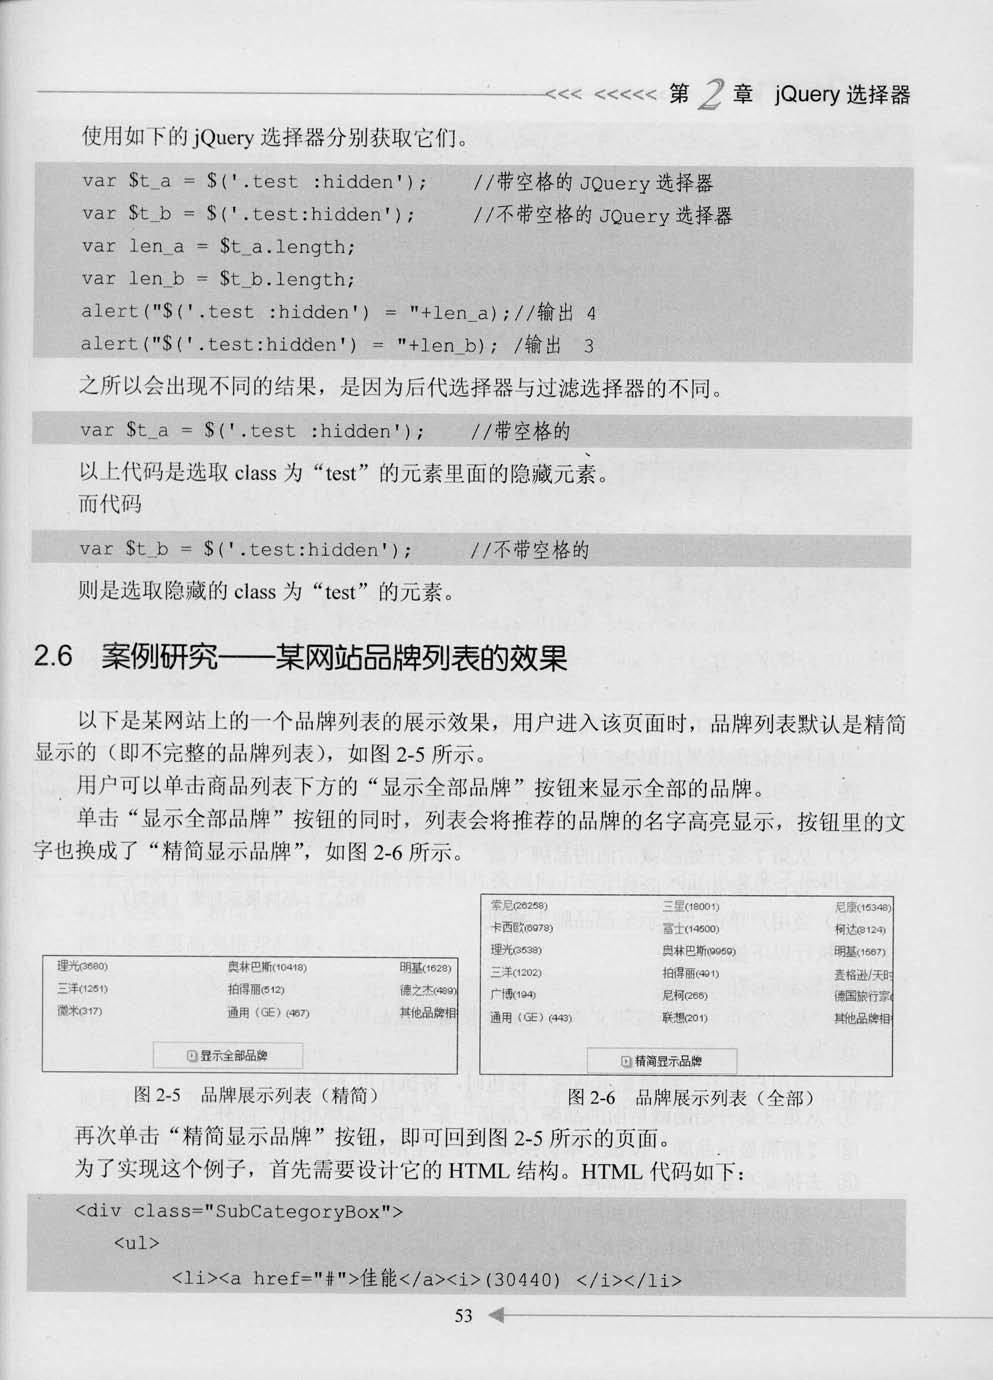 <<< <<<<< 第 2 章 jQuery 选择器
使用如下的 jQuery 选择器分别获取它们。
var $t_a = $('.test :hidden'); //带空格的 JQuery 选择器
var $t_b = $('.test:hidden'); //不带空格的 JQuery 选择器
var len_a = $t_a.length;
var len_b = $t_b.length;
alert("$('.test :hidden') = "+len_a);//输出 4
alert("$('.test:hidden') = "+len_b); /输出 3
之所以会出现不同的结果，是因为后代选择器与过滤选择器的不同。
var $t_a = $('.test :hidden'); //带空格的
以上代码是选取 class 为“test”的元素里面的隐藏元素。
而代码
var $t_b = $('.test:hidden'); //不带空格的
则是选取隐藏的 class 为“test”的元素。
2.6 案例研究——某网站品牌列表的效果
以下是某网站上的一个品牌列表的展示效果，用户进入该页面时，品牌列表默认是精简
显示的（即不完整的品牌列表），如图 2-5 所示。
用户可以单击商品列表下方的“显示全部品牌”按钮来显示全部的品牌。
单击“显示全部品牌”按钮的同时，列表会将推荐的品牌的名字高亮显示，按钮里的文
字也换成了“精简显示品牌”，如图 2-6 所示。
理光(3680) 奥林巴斯(10418) 明基(1628)
三洋(1251) 拍得丽(512) 德之杰(489)
微米(317) 通用（GE）(467) 其他品牌相
显示全部品牌
图 2-5 品牌展示列表（精简）
索尼(26258) 三星(18001) 尼康(15348)
卡西欧(6978) 富士(14500) 柯达(8124)
理光(3538) 奥林巴斯(9959) 明基(1567)
三洋(1202) 拍得丽(491) 麦格逊/天时
广博(194) 尼柯(266) 德国旅行家(
通用（GE）(443) 联想(201) 其他品牌相
精简显示品牌
图 2-6 品牌展示列表（全部）
再次单击“精简显示品牌”按钮，即可回到图 2-5 所示的页面。
为了实现这个例子，首先需要设计它的 HTML 结构。HTML 代码如下：
<div class="SubCategoryBox">
<ul>
<li><a href="#">佳能</a><i>(30440) </i></li>
53